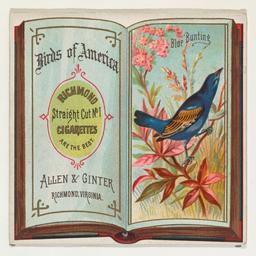 Birds of America
RICHMOND
Straight Cut No 1
CIGARETTES
ARE THE BEST
ALLEN & GINTER
RICHMOND, VIRGINIA.
Blue Bunting